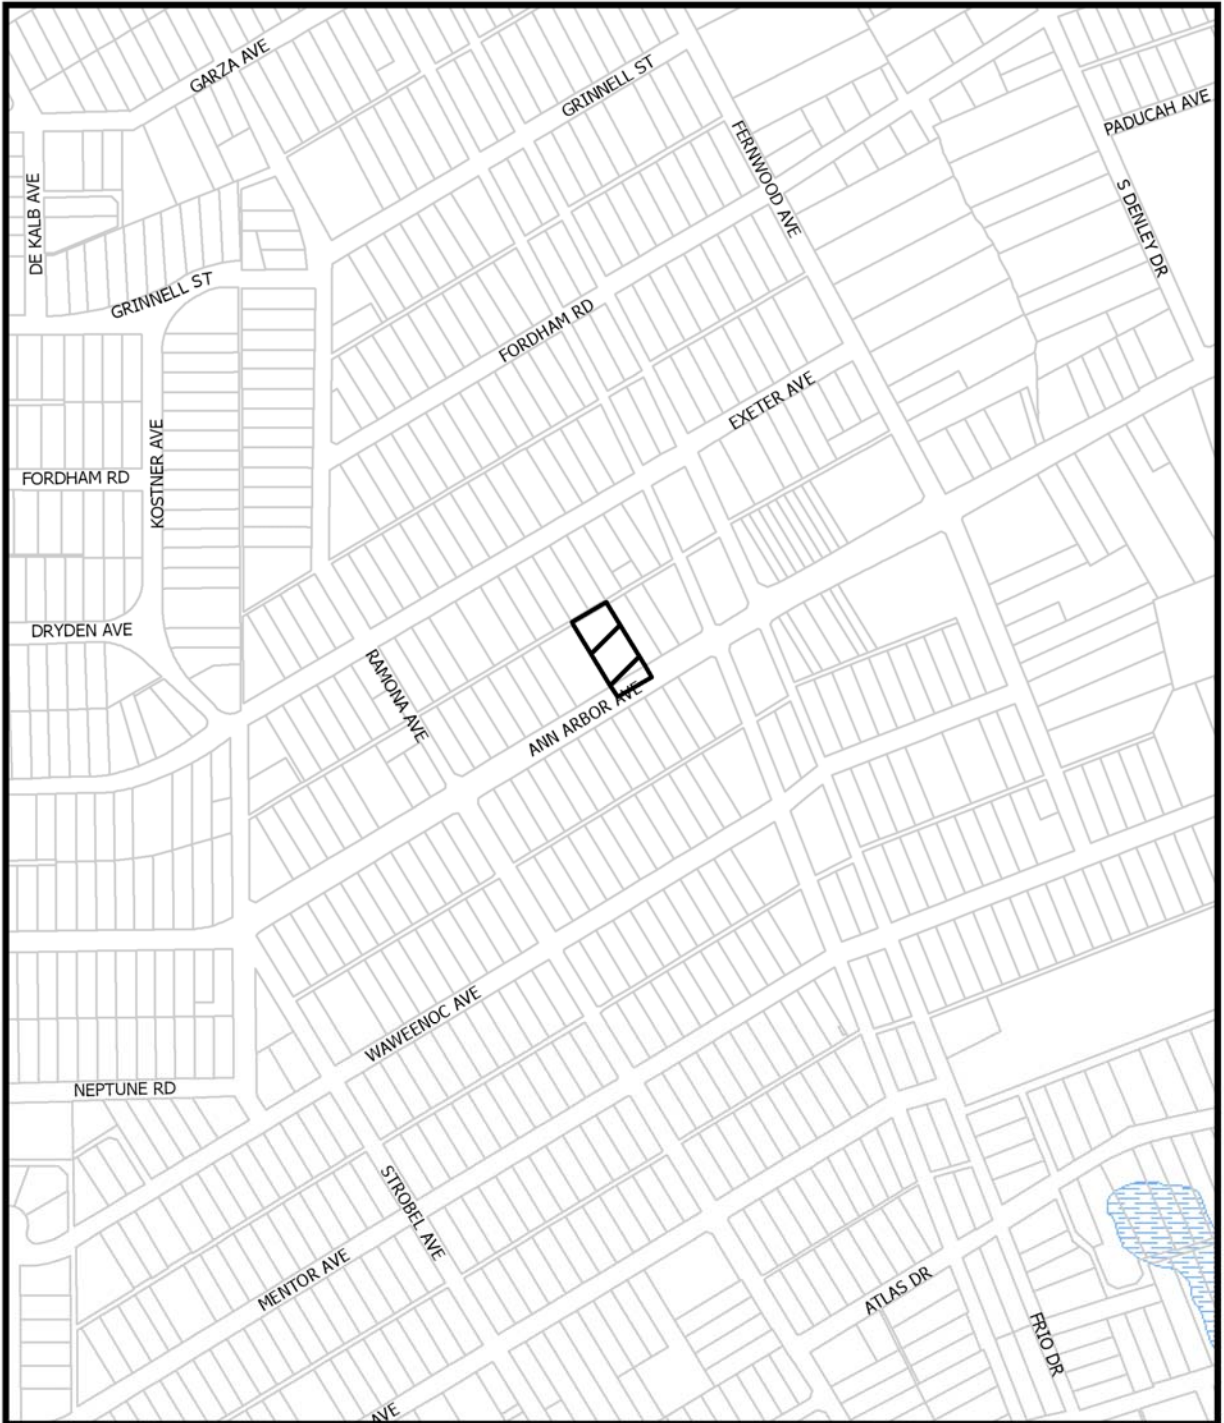 GARZA AVE
GRINNELL ST
PADUCAH AVE
FERNWOOD AVE
DE KALB AVE
S DENLEY DR
GRINNELL ST
FORDHAM RD
EXETER AVE
KOSTNER AVE
FORDHAM RD
DRYDEN AVE
RAMONA AVE
ANN ARBOR AVE
WAWEENOC AVE
NEPTUNE RD
STROBEL AVE
MENTOR AVE
ATLAS DR
FRIO DR
AVE